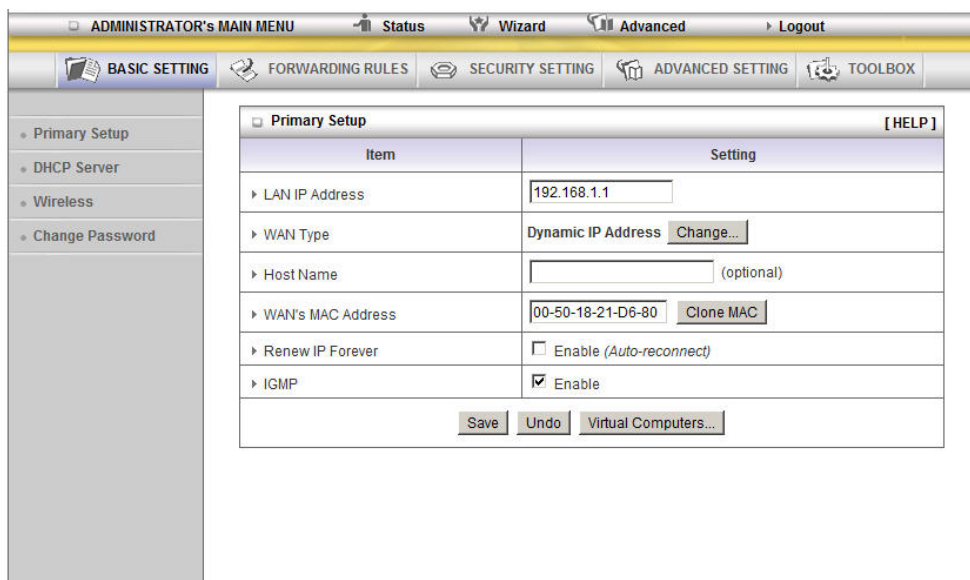 ADMINISTRATOR's MAIN MENU Status Wizard Advanced Logout
BASIC SETTING FORWARDING RULES SECURITY SETTING ADVANCED SETTING TOOLBOX
Primary Setup
DHCP Server
Wireless
Change Password
Primary Setup [ HELP ]
Item Setting
LAN IP Address 192.168.1.1
WAN Type Dynamic IP Address Change...
Host Name (optional)
WAN's MAC Address 00-50-18-21-D6-80 Clone MAC
Renew IP Forever Enable (Auto-reconnect)
IGMP Enable
Save Undo Virtual Computers...